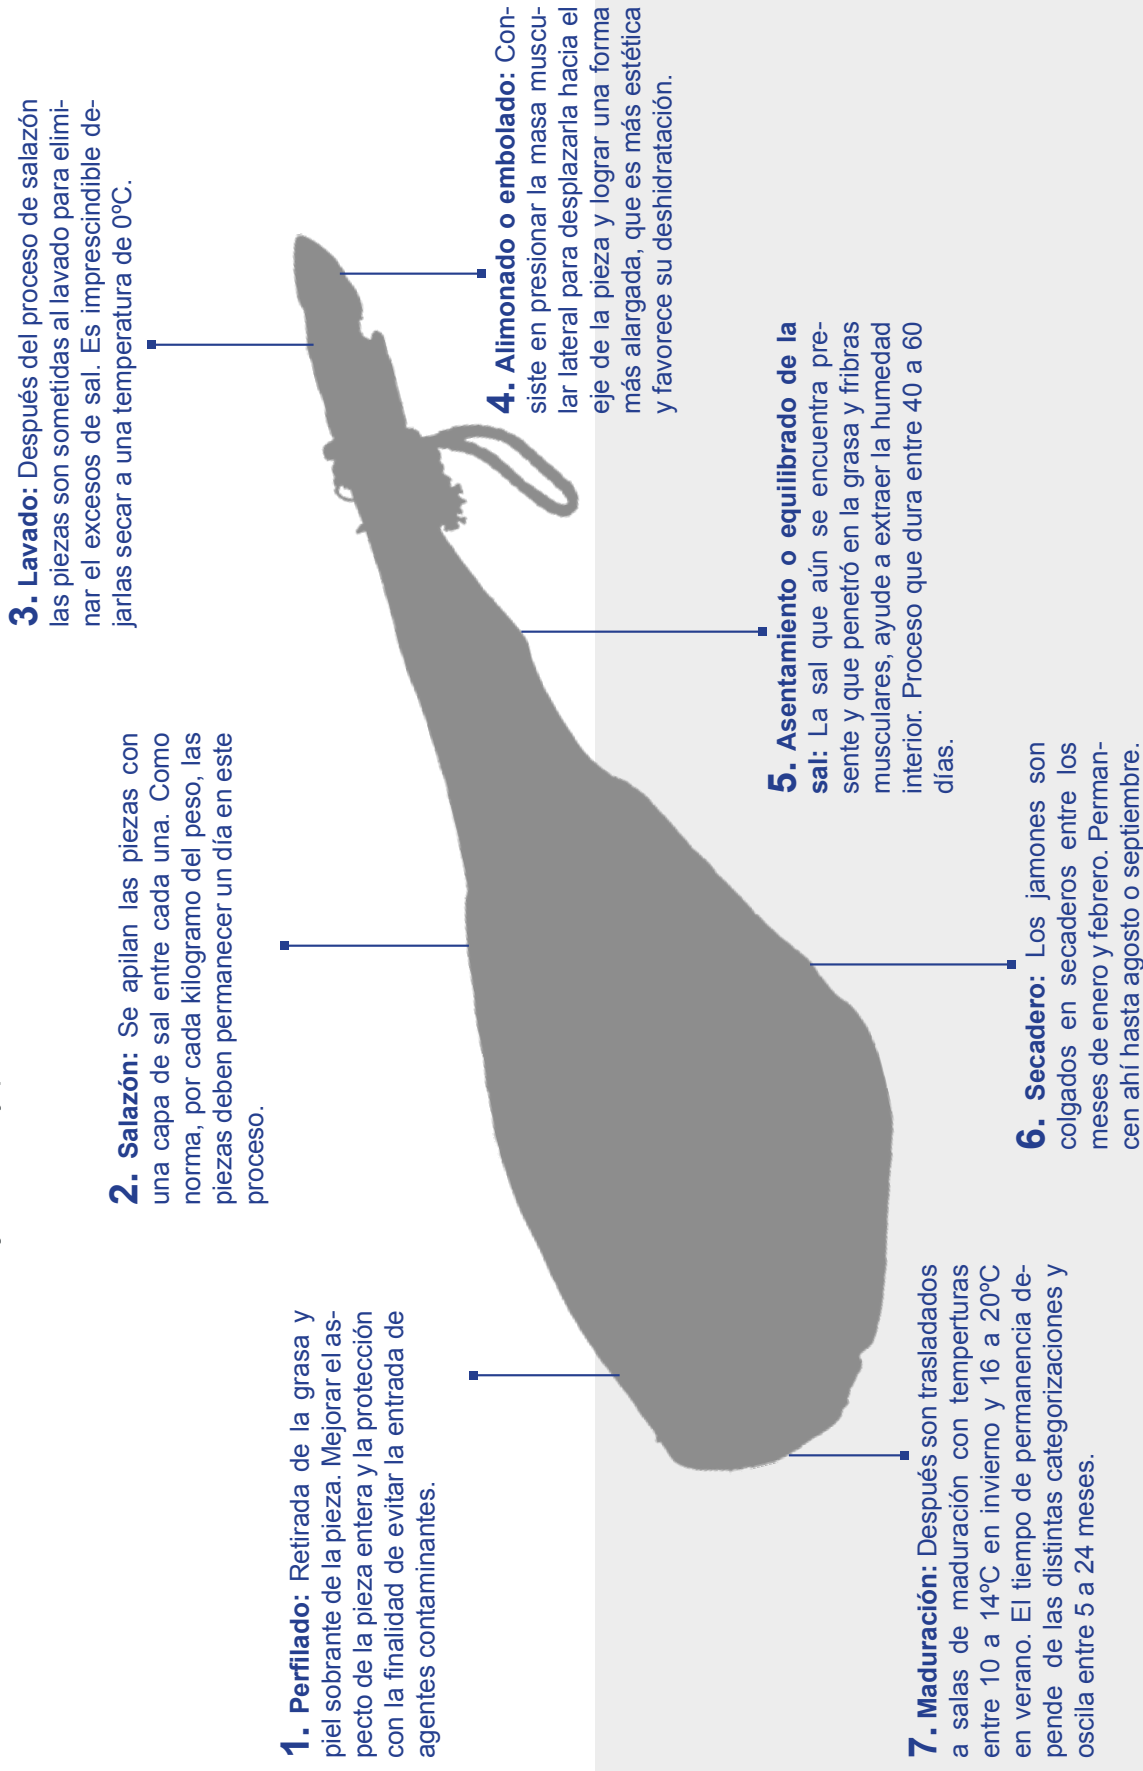 1. Perfilado: Retirada de la grasa y
piel sobrante de la pieza. Mejorar el as-
pecto de la pieza entera y la protección
con la finalidad de evitar la entrada de
agentes contaminantes.
2. Salazón: Se apilan las piezas con
una capa de sal entre cada una. Como
norma, por cada kilogramo del peso, las
piezas deben permanecer un día en este
proceso.
3. Lavado: Después del proceso de salazón
las piezas son sometidas al lavado para elimi-
nar el excesos de sal. Es imprescindible de-
jarlas secar a una temperatura de 0ºC.
4. Alimonado o embolado: Con-
siste en presionar la masa muscu-
lar lateral para desplazarla hacia el
eje de la pieza y lograr una forma
más alargada, que es más estética
y favorece su deshidratación.
5. Asentamiento o equilibrado de la
sal: La sal que aún se encuentra pre-
sente y que penetró en la grasa y fribras
musculares, ayude a extraer la humedad
interior. Proceso que dura entre 40 a 60
días.
6. Secadero: Los jamones son
colgados en secaderos entre los
meses de enero y febrero. Perman-
cen ahí hasta agosto o septiembre.
7. Maduración: Después son trasladados
a salas de maduración con temperturas
entre 10 a 14ºC en invierno y 16 a 20ºC
en verano. El tiempo de permanencia de-
pende de las distintas categorizaciones y
oscila entre 5 a 24 meses.